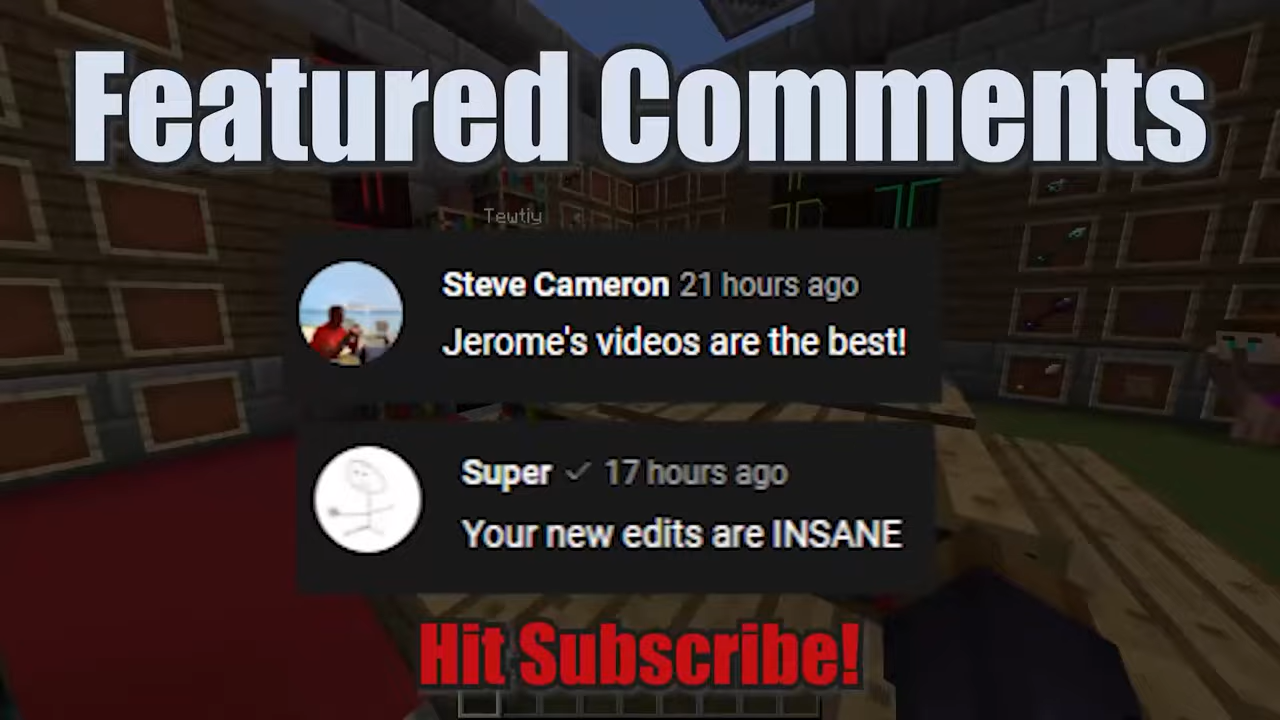 Featured Comments
Tewtiy
Steve Cameron 21 hours ago
Jerome's videos are the best!
Super ✓ 17 hours ago
Your new edits are INSANE
Hit Subscribe!